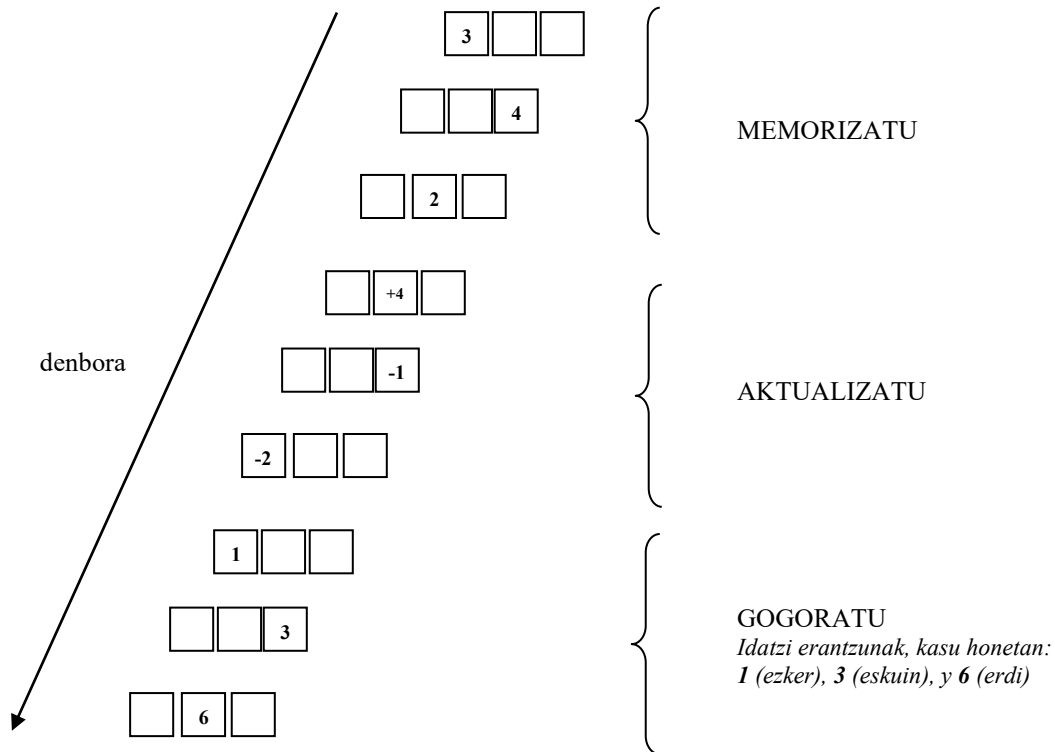 3
4
MEMORIZATU
2
+4
denbora
-1
AKTUALIZATU
-2
1
3
GOGORATU
Idatzi erantzunak, kasu honetan:
1 (ezker), 3 (eskuin), y 6 (erdi)
6